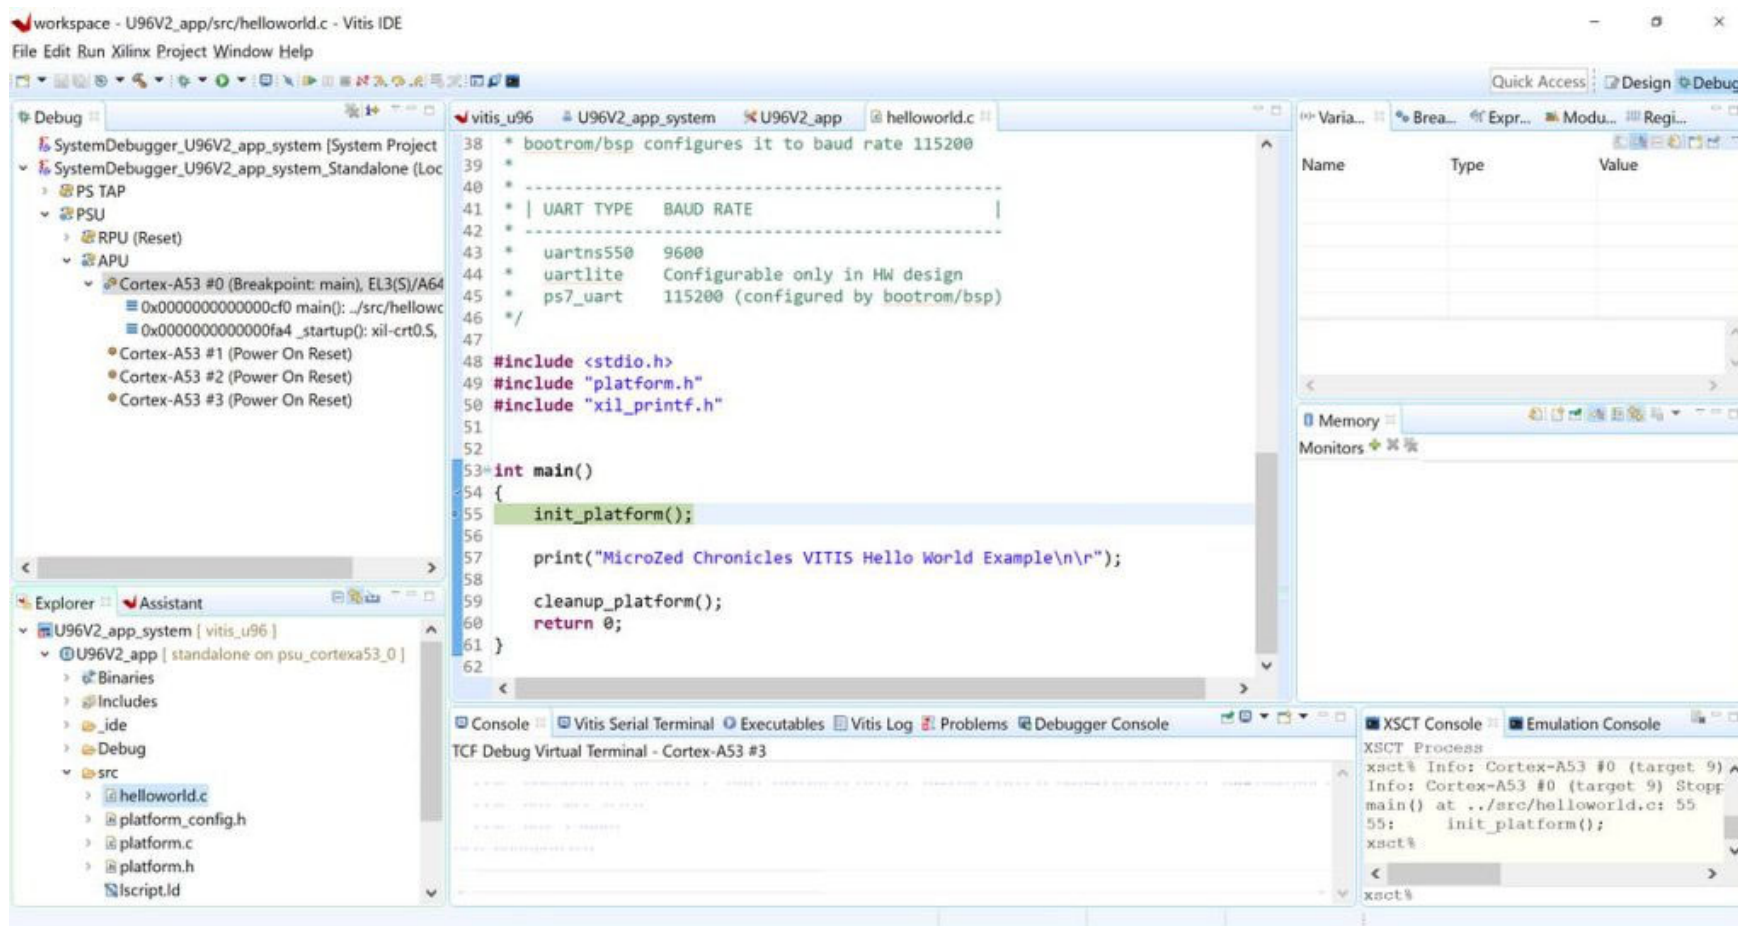 workspace - U96V2_app/src/helloworld.c - Vitis IDE
File Edit Run Xilinx Project Window Help
Quick Access
Design
Debug
Debug
SystemDebugger_U96V2_app_system [System Project
SystemDebugger_U96V2_app_system_Standalone (Loc
PS TAP
PSU
RPU (Reset)
APU
Cortex-A53 #0 (Breakpoint: main), EL3(S)/A64
0x0000000000000cf0 main(): ../src/hellowc
0x0000000000000fa4 _startup(): xil-crt0.S,
Cortex-A53 #1 (Power On Reset)
Cortex-A53 #2 (Power On Reset)
Cortex-A53 #3 (Power On Reset)
Explorer
Assistant
U96V2_app_system [ vitis_u96 ]
U96V2_app [ standalone on psu_cortexa53_0 ]
Binaries
Includes
_ide
Debug
src
helloworld.c
platform_config.h
platform.c
platform.h
lscript.ld
vitis_u96
U96V2_app_system
U96V2_app
helloworld.c
38 * bootrom/bsp configures it to baud rate 115200
39 *
40 * ------------------------------------------------
41 * | UART TYPE BAUD RATE |
42 * ------------------------------------------------
43 * uartns550 9600
44 * uartlite Configurable only in HW design
45 * ps7_uart 115200 (configured by bootrom/bsp)
46 */
47
48 #include <stdio.h>
49 #include "platform.h"
50 #include "xil_printf.h"
51
52
53 int main()
54 {
55 init_platform();
56
57 print("MicroZed Chronicles VITIS Hello World Example\n\r");
58
59 cleanup_platform();
60 return 0;
61 }
62
Console
Vitis Serial Terminal
Executables
Vitis Log
Problems
Debugger Console
TCF Debug Virtual Terminal - Cortex-A53 #3
Varia...
Brea...
Expr...
Modu...
Regi...
Name Type Value
Memory
Monitors
XSCT Console
Emulation Console
XSCT Process
xsct% Info: Cortex-A53 #0 (target 9)
Info: Cortex-A53 #0 (target 9) Stopp
main() at ../src/helloworld.c: 55
55: init_platform();
xsct%
xsct%